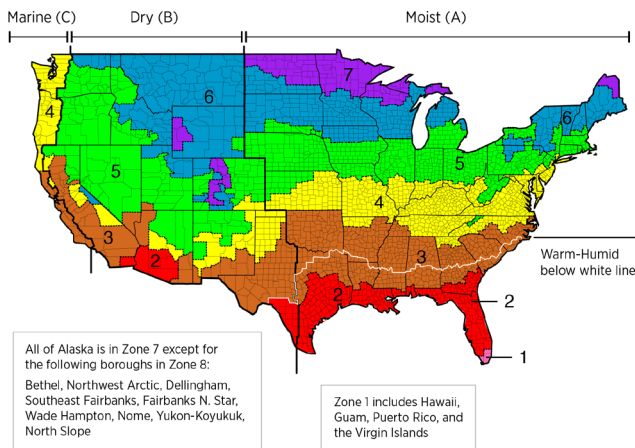 Marine (C)
Dry (B)
Moist (A)
7
6
6
4
5
5
4
3
3
2
2
Warm-Humid
below white line
2
1
All of Alaska is in Zone 7 except for
the following boroughs in Zone 8:
Bethel, Northwest Arctic, Dellingham,
Southeast Fairbanks, Fairbanks N. Star,
Wade Hampton, Nome, Yukon-Koyukuk,
North Slope
Zone 1 includes Hawaii,
Guam, Puerto Rico, and
the Virgin Islands